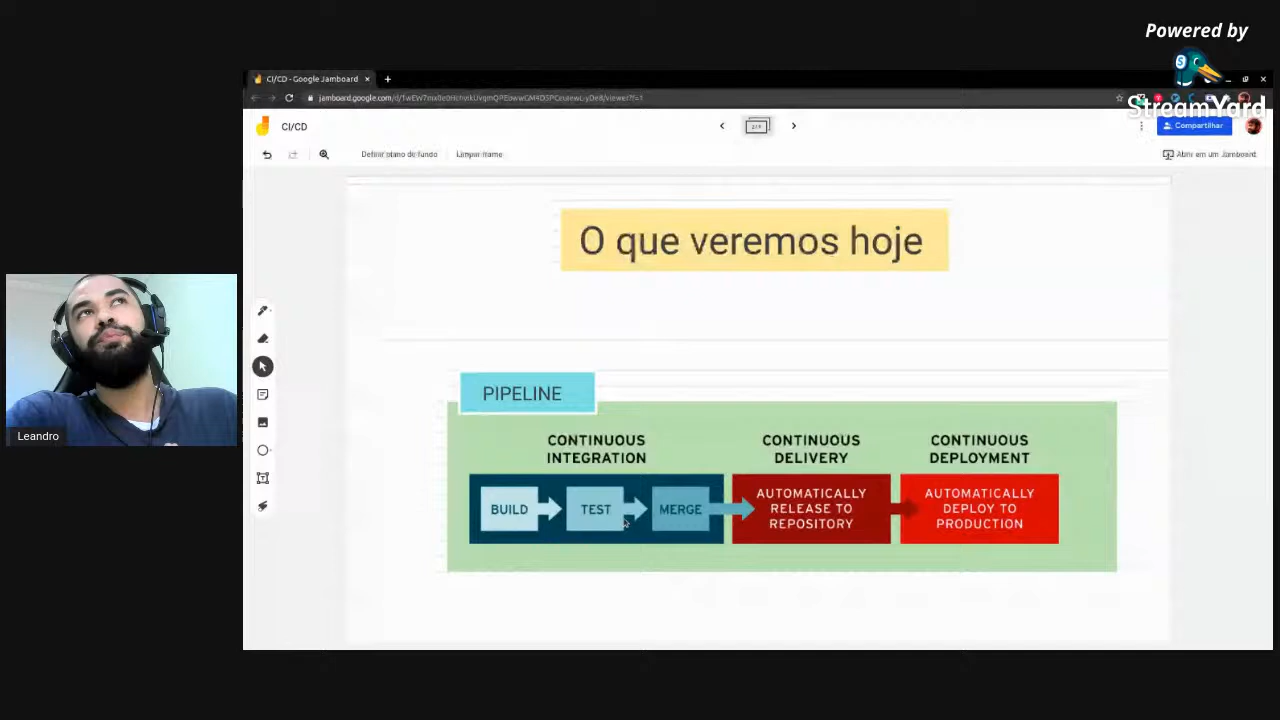 Powered by
StreamYard
CI/CD - Google Jamboard
CI/CD
Compartilhar
Definir plano de fundo
Limpar frame
Abrir em um Jamboard
O que veremos hoje
PIPELINE
CONTINUOUS
INTEGRATION
BUILD
TEST
MERGE
CONTINUOUS
DELIVERY
AUTOMATICALLY
RELEASE TO
REPOSITORY
CONTINUOUS
DEPLOYMENT
AUTOMATICALLY
DEPLOY TO
PRODUCTION
Leandro